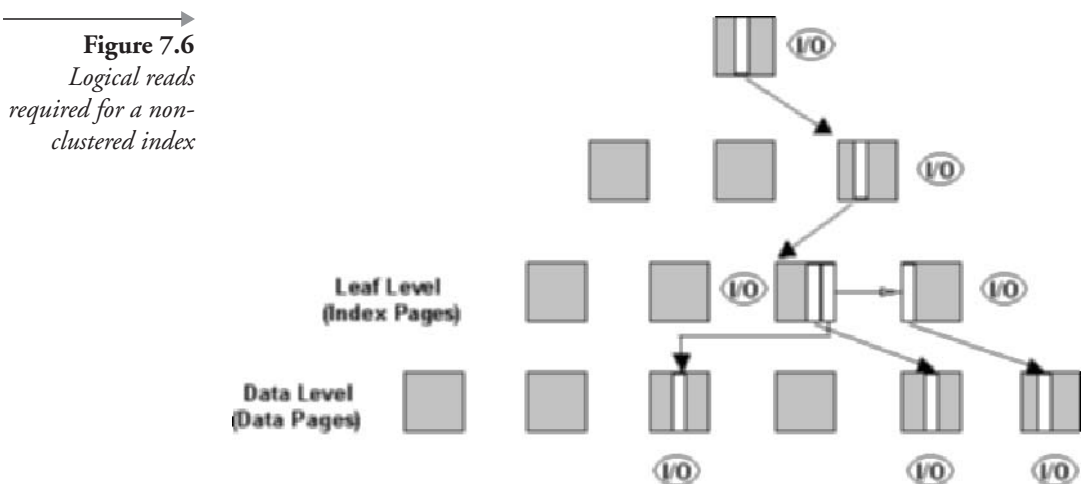 Figure 7.6
Logical reads
required for a non-
clustered index
I/O
I/O
Leaf Level
(Index Pages)
I/O
I/O
Data Level
(Data Pages)
I/O
I/O
I/O